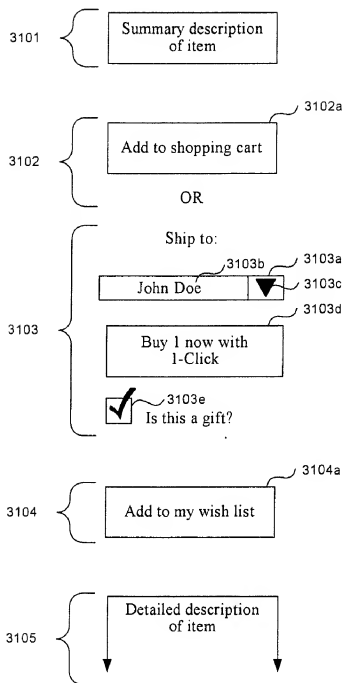 3101
Summary description
of item
3102a
3102
Add to shopping cart
OR
Ship to:
3103b
3103a
John Doe
3103c
3103d
3103
Buy 1 now with
1-Click
3103e
Is this a gift?
3104a
3104
Add to my wish list
3105
Detailed description
of item